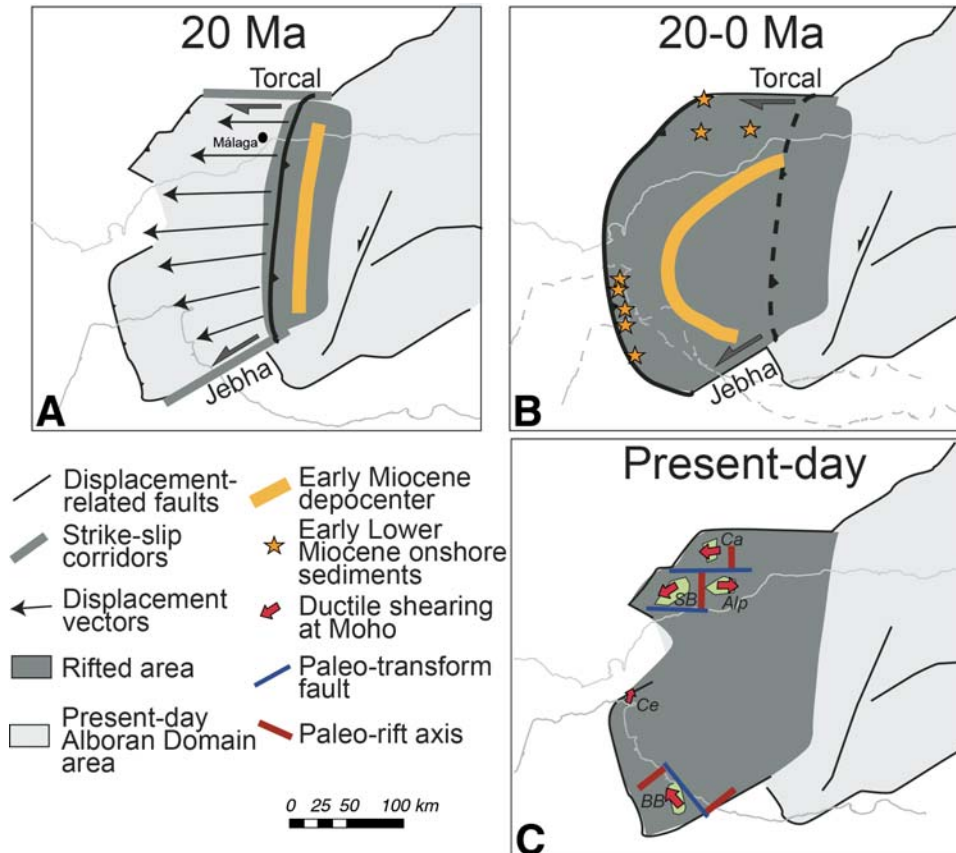 20 Ma
Torcal
Málaga
Jebha
A
20-0 Ma
Torcal
Jebha
B
Displacement-
related faults
Strike-slip
corridors
Displacement
vectors
Rifted area
Present-day
Alboran Domain
area
Early Miocene
depocenter
Early Lower
Miocene onshore
sediments
Ductile shearing
at Moho
Paleo-transform
fault
Paleo-rift axis
0 25 50 100 km
Present-day
Ca
SB
Alp
Ce
BB
C